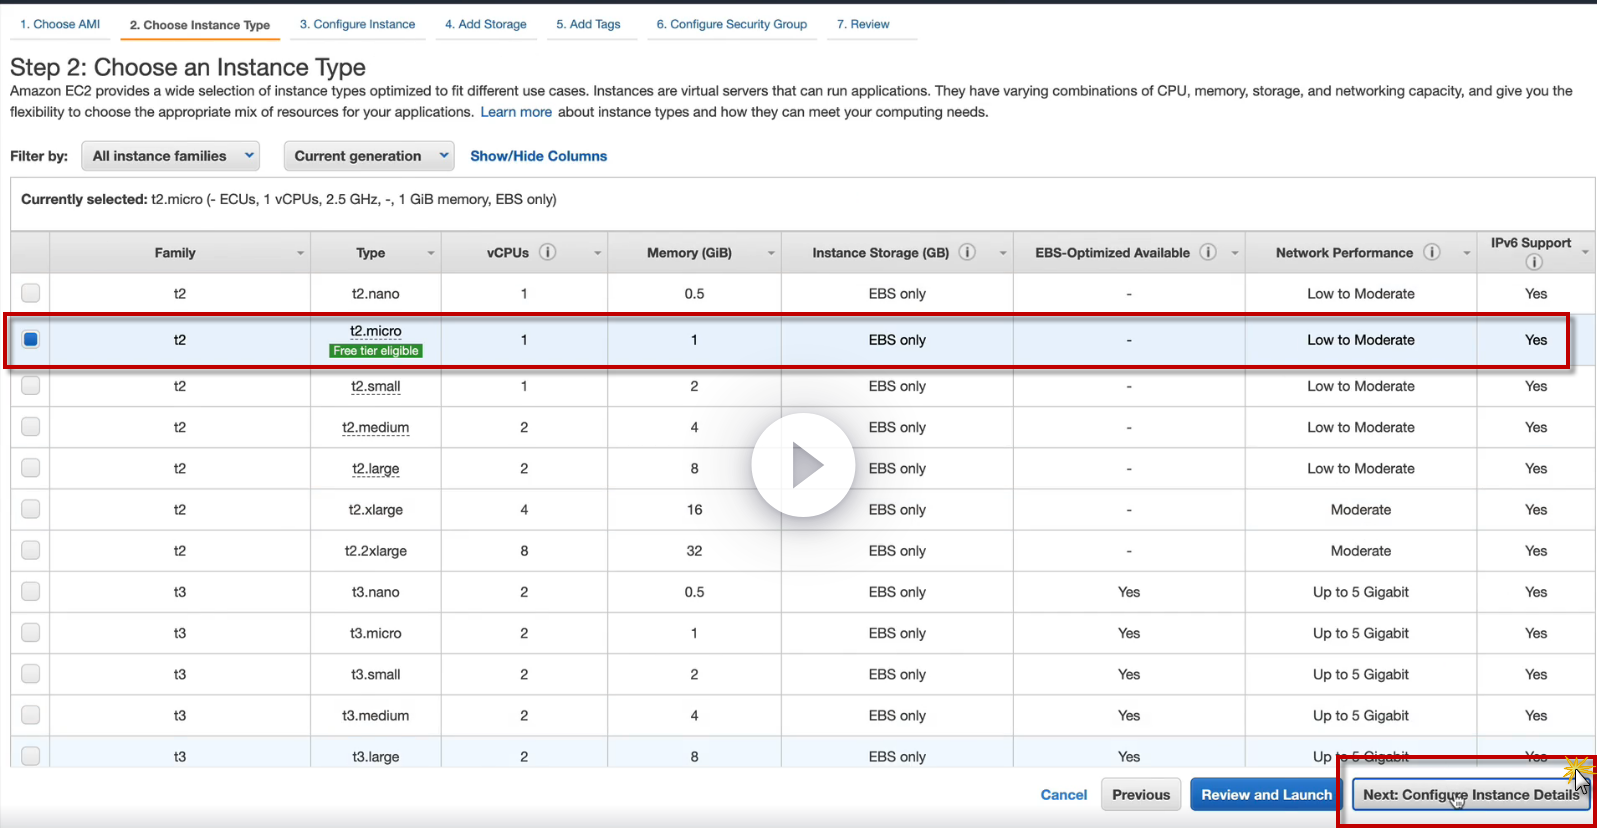 1. Choose AMI 2. Choose Instance Type 3. Configure Instance 4. Add Storage 5. Add Tags 6. Configure Security Group 7. Review
Step 2: Choose an Instance Type
Amazon EC2 provides a wide selection of instance types optimized to fit different use cases. Instances are virtual servers that can run applications. They have varying combinations of CPU, memory, storage, and networking capacity, and give you the
flexibility to choose the appropriate mix of resources for your applications. Learn more about instance types and how they can meet your computing needs.
Filter by: All instance families Current generation Show/Hide Columns
Currently selected: t2.micro (- ECUs, 1 vCPUs, 2.5 GHz, -, 1 GiB memory, EBS only)
Family Type vCPUs i Memory (GiB) Instance Storage (GB) i EBS-Optimized Available i Network Performance i IPv6 Support i
t2 t2.nano 1 0.5 EBS only - Low to Moderate Yes
t2 t2.micro 1 1 EBS only - Low to Moderate Yes
Free tier eligible
t2 t2.small 1 2 EBS only - Low to Moderate Yes
t2 t2.medium 2 4 EBS only - Low to Moderate Yes
t2 t2.large 2 8 EBS only - Low to Moderate Yes
t2 t2.xlarge 4 16 EBS only - Moderate Yes
t2 t2.2xlarge 8 32 EBS only - Moderate Yes
t3 t3.nano 2 0.5 EBS only Yes Up to 5 Gigabit Yes
t3 t3.micro 2 1 EBS only Yes Up to 5 Gigabit Yes
t3 t3.small 2 2 EBS only Yes Up to 5 Gigabit Yes
t3 t3.medium 2 4 EBS only Yes Up to 5 Gigabit Yes
t3 t3.large 2 8 EBS only Yes Up to 5 Gigabit Yes
Cancel Previous Review and Launch Next: Configure Instance Details